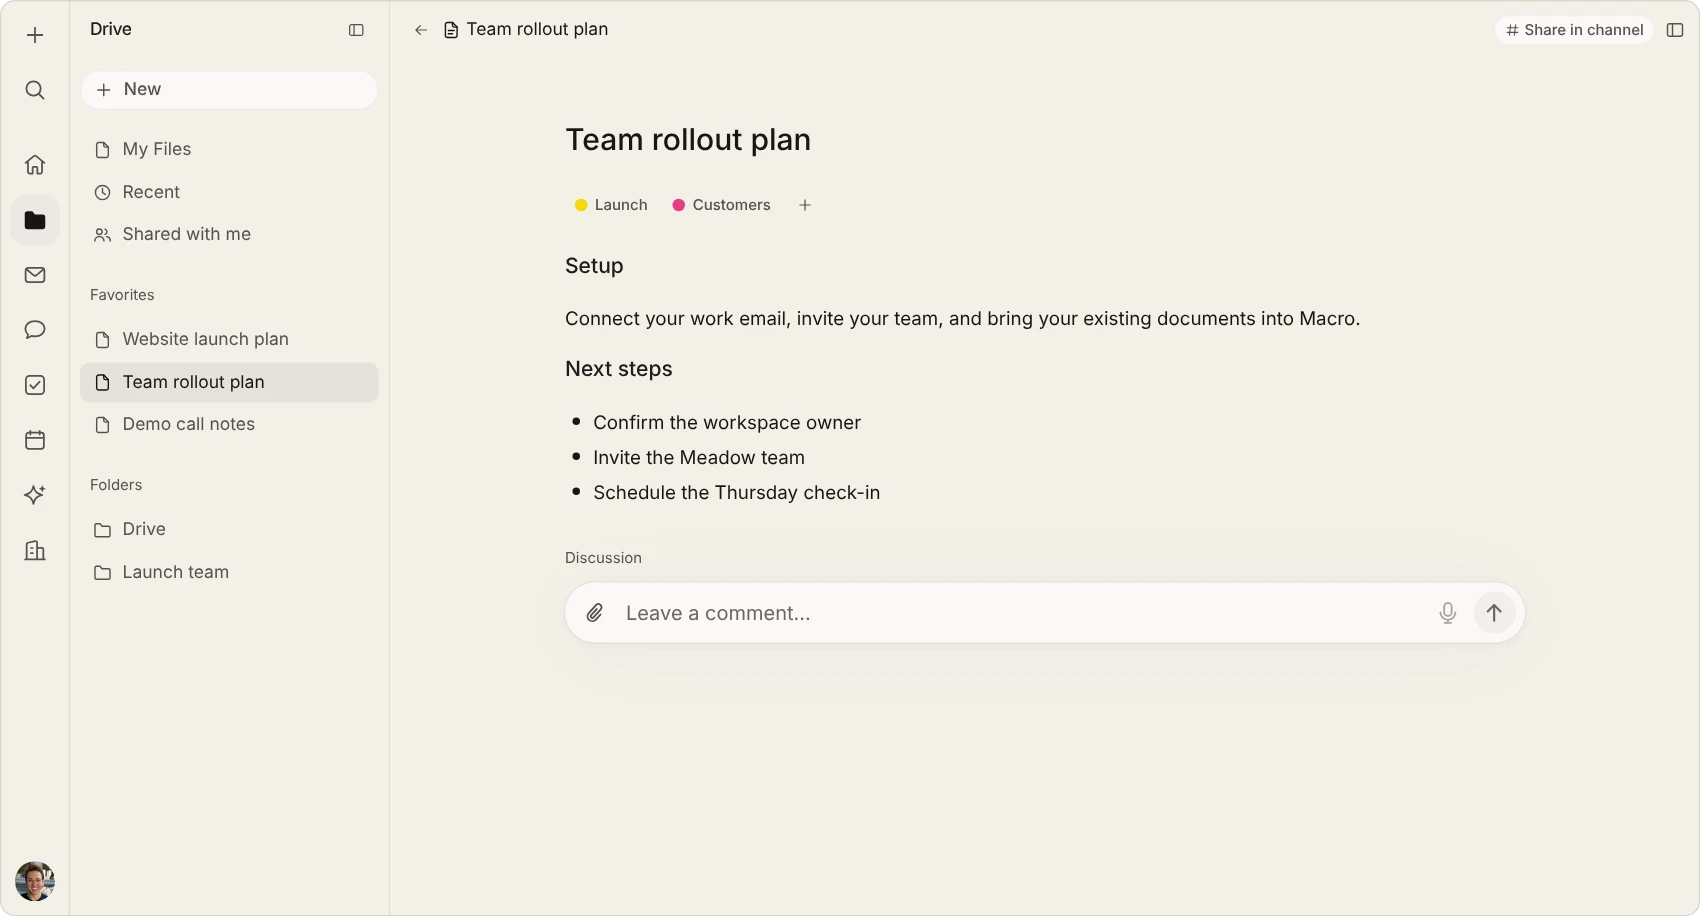 Drive
New
My Files
Recent
Shared with me
Favorites
Website launch plan
Team rollout plan
Demo call notes
Folders
Drive
Launch team
Team rollout plan
# Share in channel
Team rollout plan
Launch Customers
Setup
Connect your work email, invite your team, and bring your existing documents into Macro.
Next steps
• Confirm the workspace owner
• Invite the Meadow team
• Schedule the Thursday check-in
Discussion
Leave a comment...